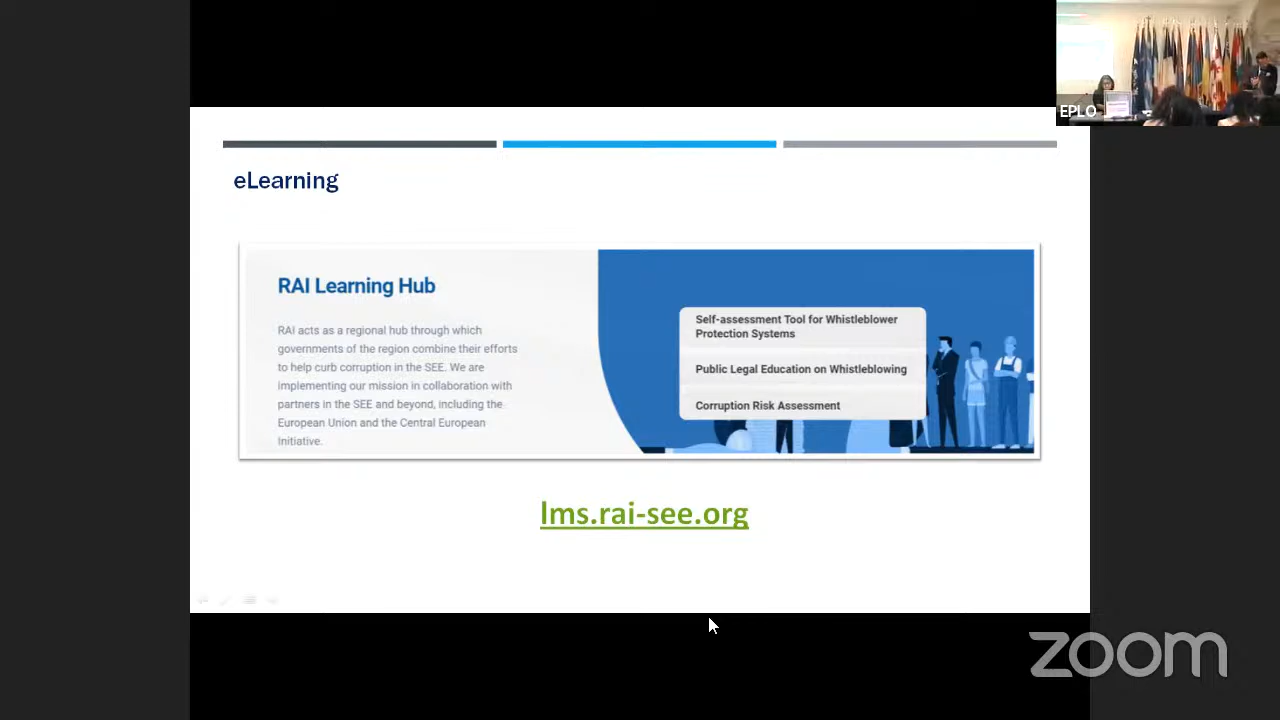 EPLO
eLearning
RAI Learning Hub
RAI acts as a regional hub through which
governments of the region combine their efforts
to help curb corruption in the SEE. We are
implementing our mission in collaboration with
partners in the SEE and beyond, including the
European Union and the Central European
Initiative.
Self-assessment Tool for Whistleblower
Protection Systems
Public Legal Education on Whistleblowing
Corruption Risk Assessment
lms.rai-see.org
zoom